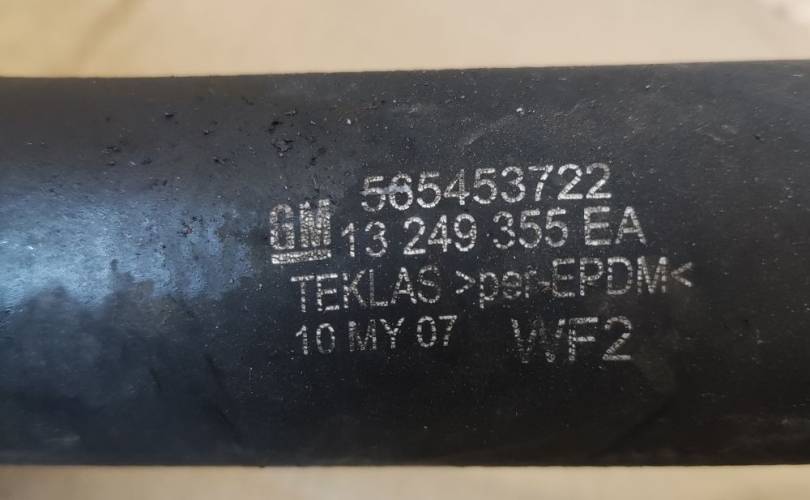 565453722
GM 13 249 355 EA
TEKLAS >per-EPDM<
10 MY 07 WF2